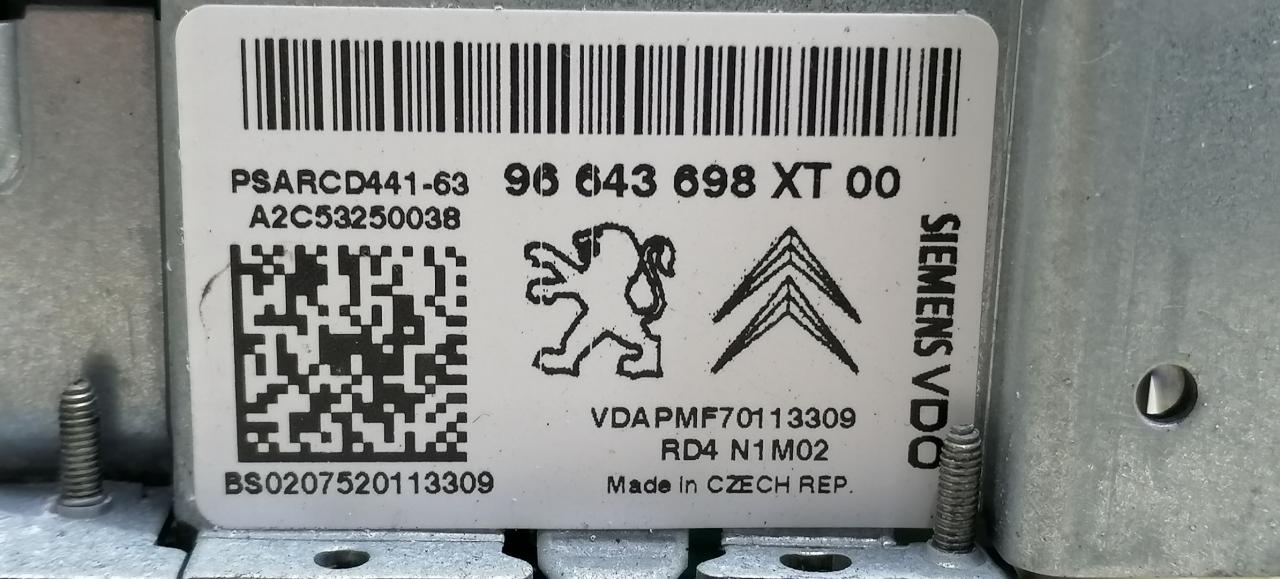 PSARCD441-63
96 643 698 XT 00
A2C53250038
SIEMENS VDO
VDAPMF70113309
RD4 N1M02
BS0207520113309
Made in CZECH REP.